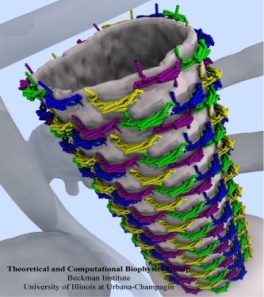 Theoretical and Computational Biophysics Group
Beckman Institute
University of Illinois at Urbana-Champaign